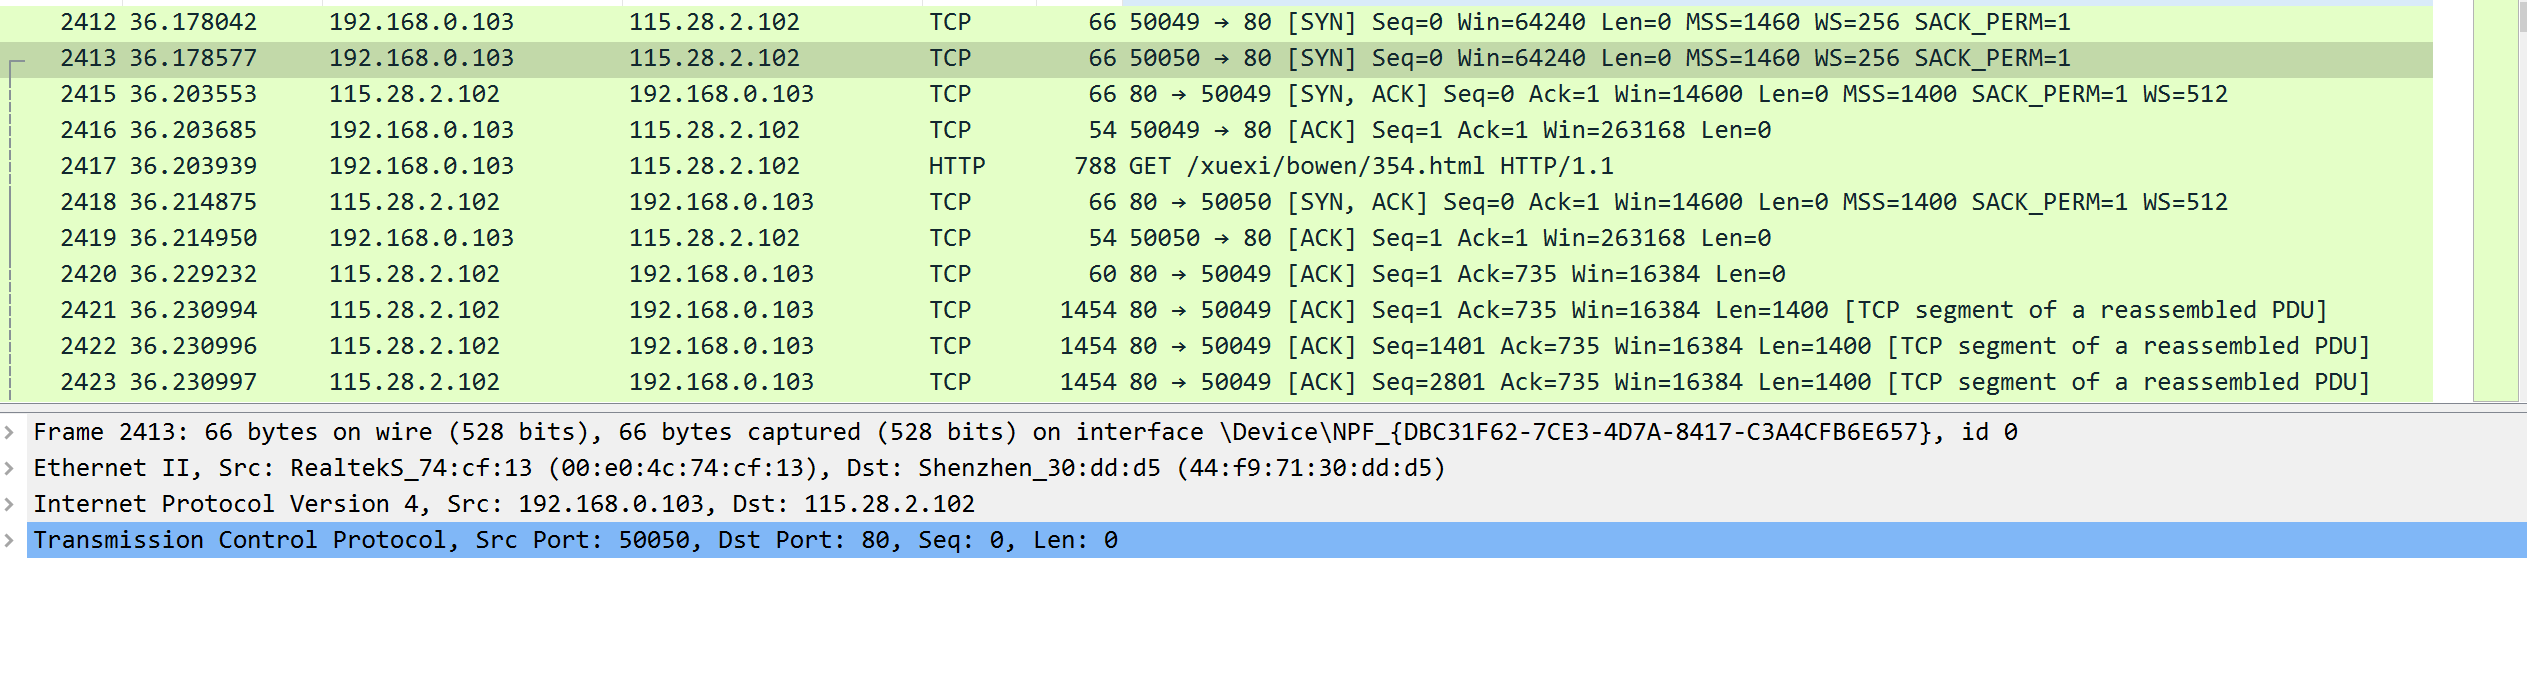 2412 36.178042 192.168.0.103 115.28.2.102 TCP 66 50049 → 80 [SYN] Seq=0 Win=64240 Len=0 MSS=1460 WS=256 SACK_PERM=1
2413 36.178577 192.168.0.103 115.28.2.102 TCP 66 50050 → 80 [SYN] Seq=0 Win=64240 Len=0 MSS=1460 WS=256 SACK_PERM=1
2415 36.203553 115.28.2.102 192.168.0.103 TCP 66 80 → 50049 [SYN, ACK] Seq=0 Ack=1 Win=14600 Len=0 MSS=1400 SACK_PERM=1 WS=512
2416 36.203685 192.168.0.103 115.28.2.102 TCP 54 50049 → 80 [ACK] Seq=1 Ack=1 Win=263168 Len=0
2417 36.203939 192.168.0.103 115.28.2.102 HTTP 788 GET /xuexi/bowen/354.html HTTP/1.1
2418 36.214875 115.28.2.102 192.168.0.103 TCP 66 80 → 50050 [SYN, ACK] Seq=0 Ack=1 Win=14600 Len=0 MSS=1400 SACK_PERM=1 WS=512
2419 36.214950 192.168.0.103 115.28.2.102 TCP 54 50050 → 80 [ACK] Seq=1 Ack=1 Win=263168 Len=0
2420 36.229232 115.28.2.102 192.168.0.103 TCP 60 80 → 50049 [ACK] Seq=1 Ack=735 Win=16384 Len=0
2421 36.230994 115.28.2.102 192.168.0.103 TCP 1454 80 → 50049 [ACK] Seq=1 Ack=735 Win=16384 Len=1400 [TCP segment of a reassembled PDU]
2422 36.230996 115.28.2.102 192.168.0.103 TCP 1454 80 → 50049 [ACK] Seq=1401 Ack=735 Win=16384 Len=1400 [TCP segment of a reassembled PDU]
2423 36.230997 115.28.2.102 192.168.0.103 TCP 1454 80 → 50049 [ACK] Seq=2801 Ack=735 Win=16384 Len=1400 [TCP segment of a reassembled PDU]
Frame 2413: 66 bytes on wire (528 bits), 66 bytes captured (528 bits) on interface \Device\NPF_{DBC31F62-7CE3-4D7A-8417-C3A4CFB6E657}, id 0
Ethernet II, Src: RealtekS_74:cf:13 (00:e0:4c:74:cf:13), Dst: Shenzhen_30:dd:d5 (44:f9:71:30:dd:d5)
Internet Protocol Version 4, Src: 192.168.0.103, Dst: 115.28.2.102
Transmission Control Protocol, Src Port: 50050, Dst Port: 80, Seq: 0, Len: 0